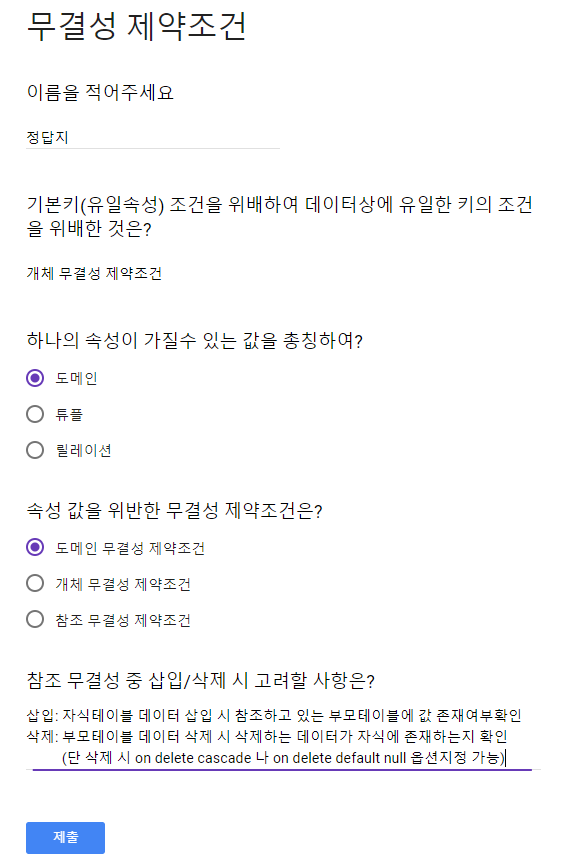 무결성 제약조건
이름을 적어주세요
정답지
기본키(유일속성) 조건을 위배하여 데이터상에 유일한 키의 조건
을 위배한 것은?
개체 무결성 제약조건
하나의 속성이 가질수 있는 값을 총칭하여?
도메인
튜플
릴레이션
속성 값을 위반한 무결성 제약조건은?
도메인 무결성 제약조건
개체 무결성 제약조건
참조 무결성 제약조건
참조 무결성 중 삽입/삭제 시 고려할 사항은?
삽입: 자식테이블 데이터 삽입 시 참조하고 있는 부모테이블에 값 존재여부확인
삭제: 부모테이블 데이터 삭제 시 삭제하는 데이터가 자식에 존재하는지 확인
(단 삭제 시 on delete cascade 나 on delete default null 옵션지정 가능)
제출